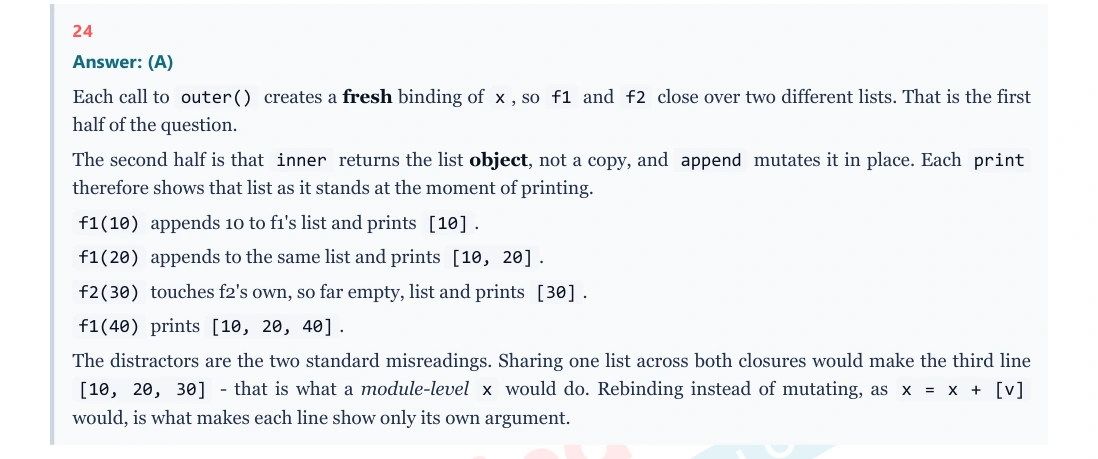 24
Answer: (A)
Each call to outer() creates a fresh binding of x, so f1 and f2 close over two different lists. That is the first
half of the question.
The second half is that inner returns the list object, not a copy, and append mutates it in place. Each print
therefore shows that list as it stands at the moment of printing.
f1(10) appends 10 to f1's list and prints [10].
f1(20) appends to the same list and prints [10, 20].
f2(30) touches f2's own, so far empty, list and prints [30].
f1(40) prints [10, 20, 40].
The distractors are the two standard misreadings. Sharing one list across both closures would make the third line
[10, 20, 30] - that is what a module-level x would do. Rebinding instead of mutating, as x = x + [v]
would, is what makes each line show only its own argument.